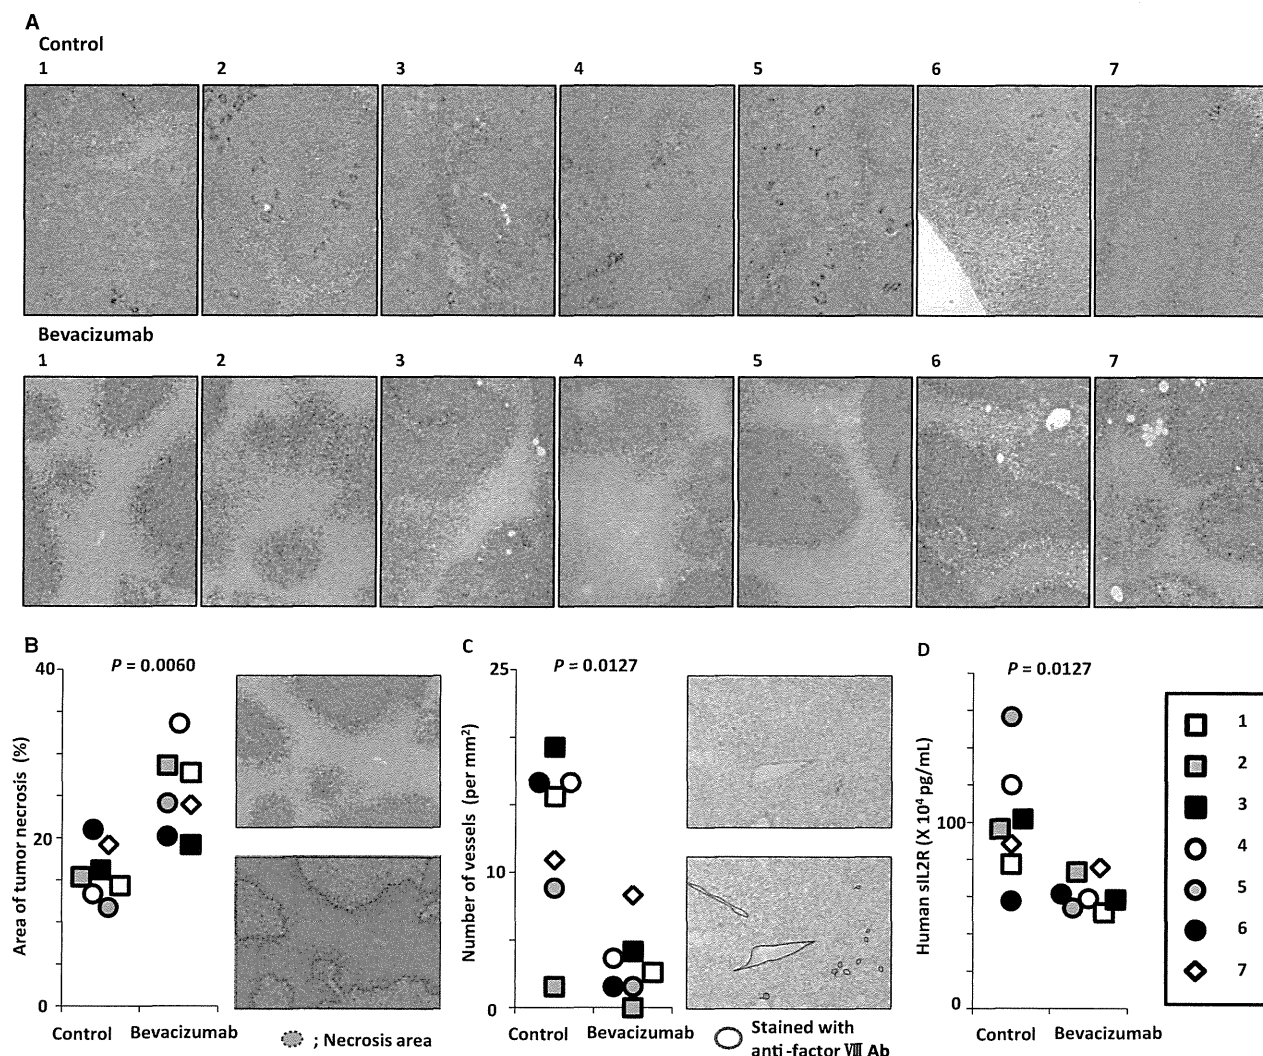 A
Control
1 2 3 4 5 6 7
Bevacizumab
1 2 3 4 5 6 7
B
P = 0.0060
Area of tumor necrosis (%)
40
20
0
Control Bevacizumab
; Necrosis area
C
P = 0.0127
Number of vessels (per mm²)
25
10
0
Control Bevacizumab
Stained with
anti-factor Ⅷ Ab
D
P = 0.0127
Human sIL2R (X 10⁴ pg/mL)
100
0
Control Bevacizumab
1
2
3
4
5
6
7